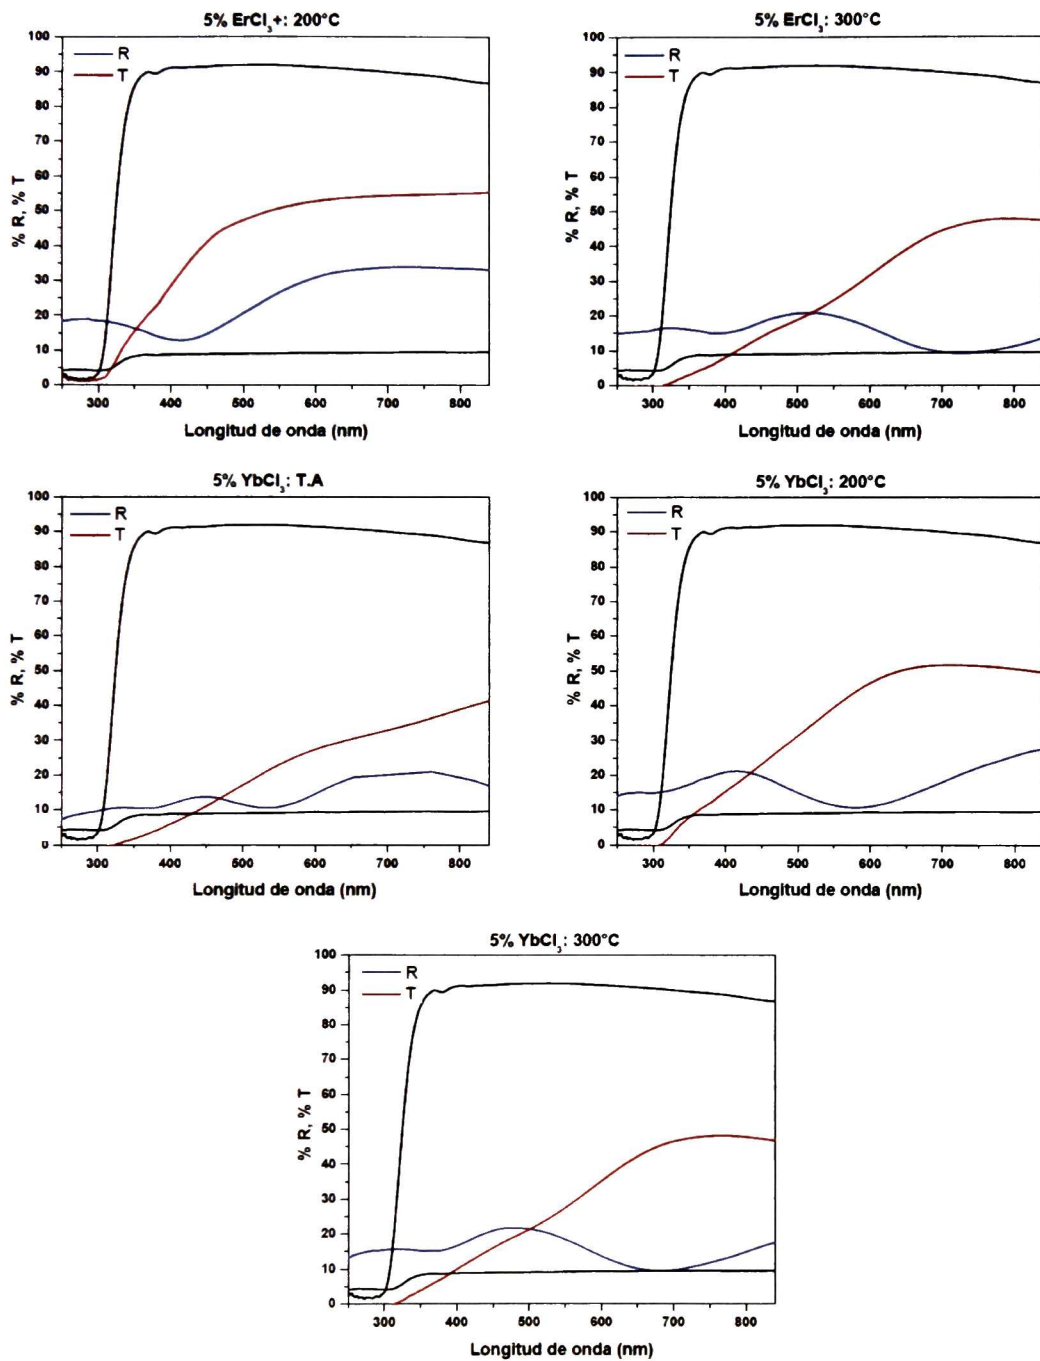 5% ErCl₃+: 200°C
R
T
100
90
80
70
60
50
40
30
20
10
0
% R, % T
300 400 500 600 700 800
Longitud de onda (nm)
5% ErCl₃: 300°C
R
T
100
90
80
70
60
50
40
30
20
10
0
% R, % T
300 400 500 600 700 800
Longitud de onda (nm)
5% YbCl₃: T.A
R
T
100
90
80
70
60
50
40
30
20
10
0
% R, % T
300 400 500 600 700 800
Longitud de onda (nm)
5% YbCl₃: 200°C
R
T
100
90
80
70
60
50
40
30
20
10
0
% R, % T
300 400 500 600 700 800
Longitud de onda (nm)
5% YbCl₃: 300°C
R
T
100
90
80
70
60
50
40
30
20
10
0
% R, % T
300 400 500 600 700 800
Longitud de onda (nm)